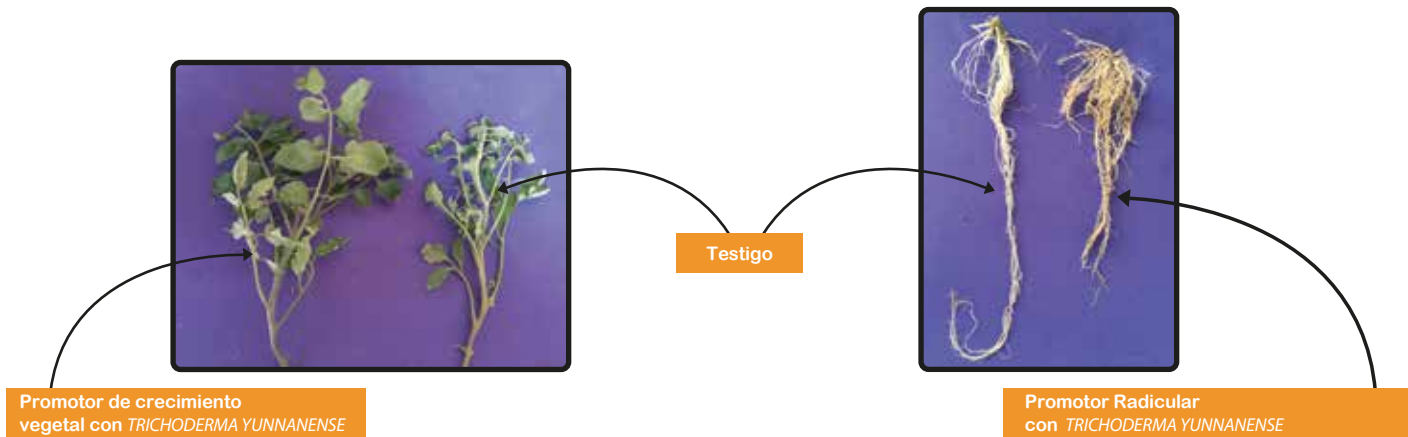 Testigo
Promotor de crecimiento
vegetal con TRICHODERMA YUNNANENSE
Promotor Radicular
con TRICHODERMA YUNNANENSE